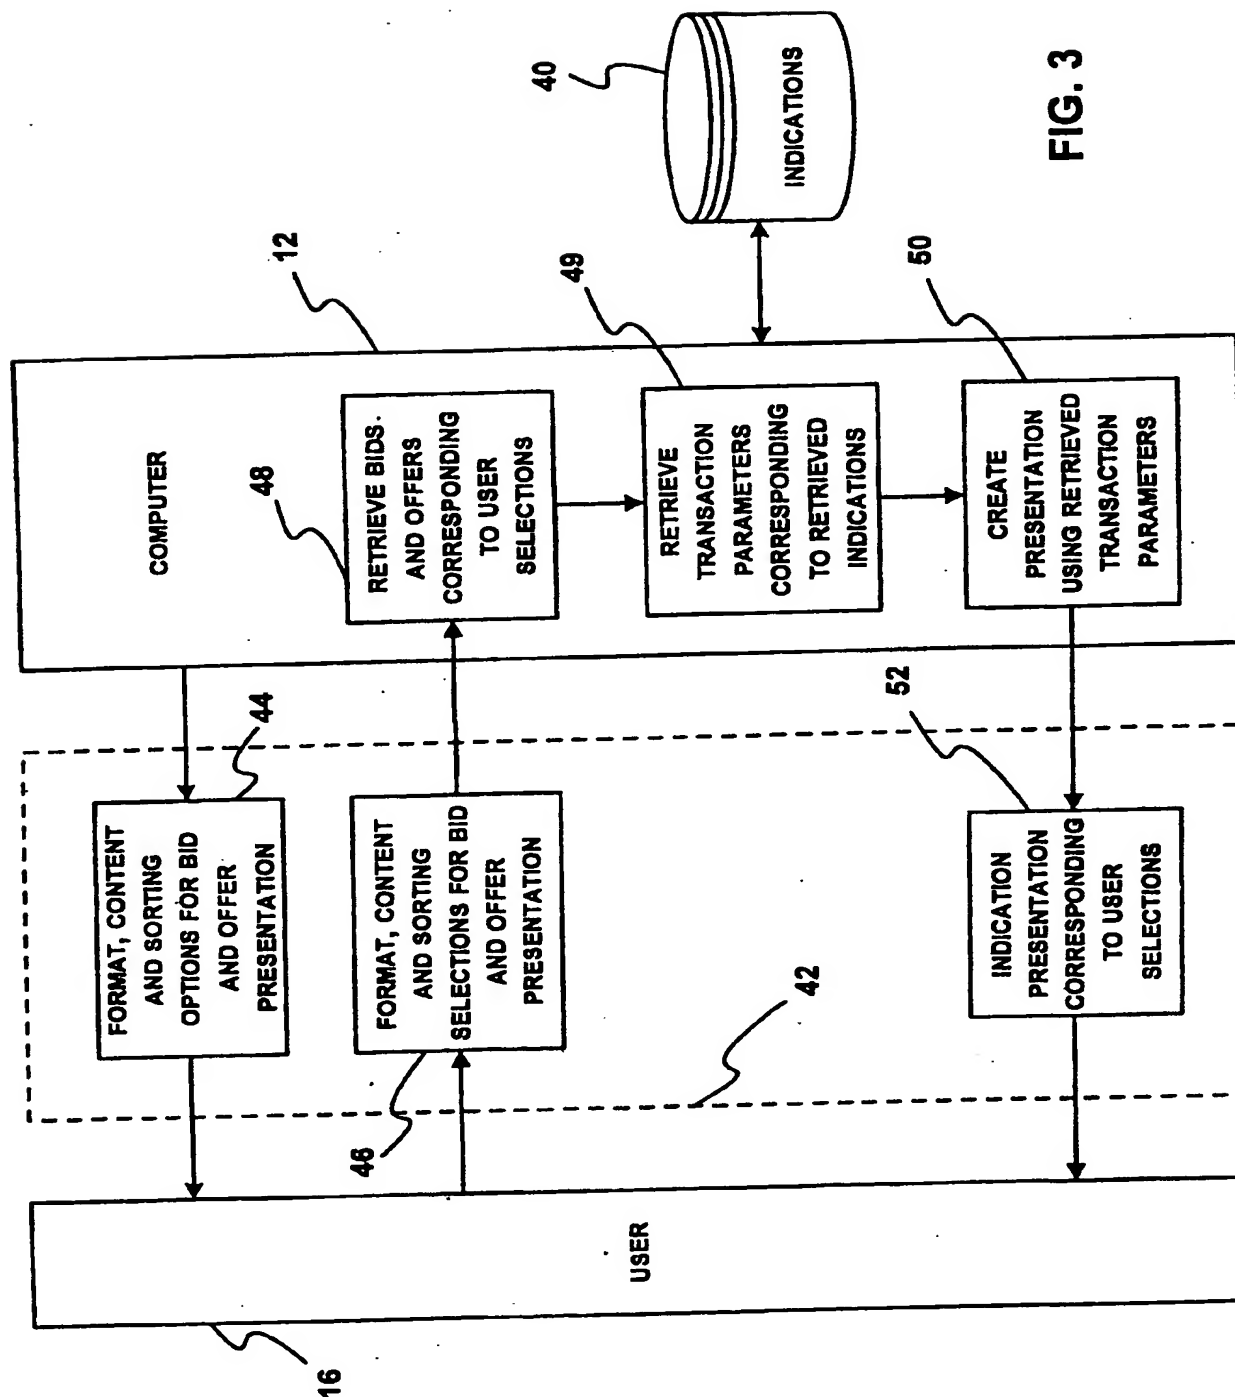 16
USER
42
FORMAT, CONTENT
AND SORTING
OPTIONS FOR BID
AND OFFER
PRESENTATION
44
46
FORMAT, CONTENT
AND SORTING
SELECTIONS FOR BID
AND OFFER
PRESENTATION
INDICATION
PRESENTATION
CORRESPONDING
TO USER
SELECTIONS
52
COMPUTER
12
48
RETRIEVE BIDS
AND OFFERS
CORRESPONDING
TO USER
SELECTIONS
RETRIEVE
TRANSACTION
PARAMETERS
CORRESPONDING
TO RETRIEVED
INDICATIONS
49
CREATE
PRESENTATION
USING RETRIEVED
TRANSACTION
PARAMETERS
50
40
INDICATIONS
FIG. 3